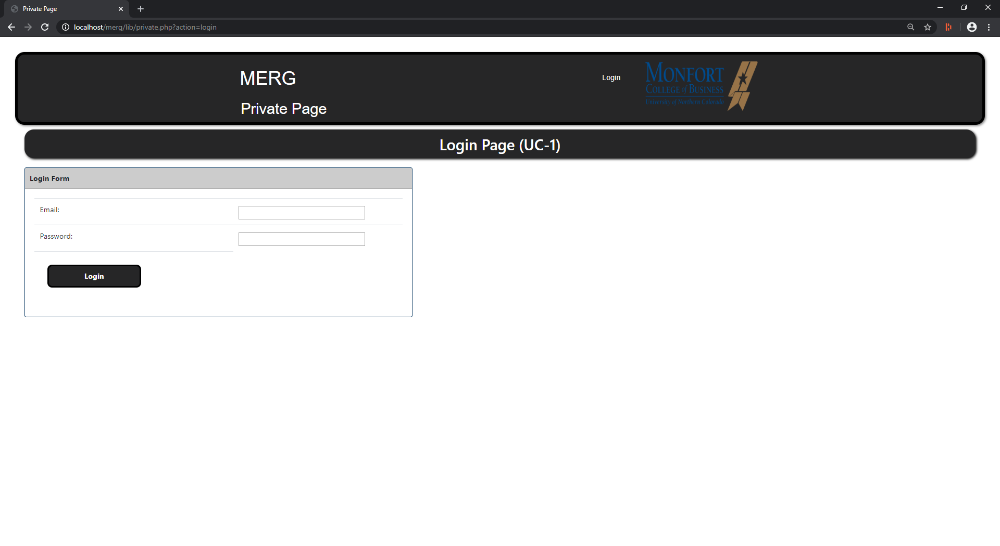 Private Page
localhost/merg/lib/private.php?action=login
MERG
Login
MONFORT
COLLEGE of BUSINESS
University of Northern Colorado
Private Page
Login Page (UC-1)
Login Form
Email:
Password:
Login